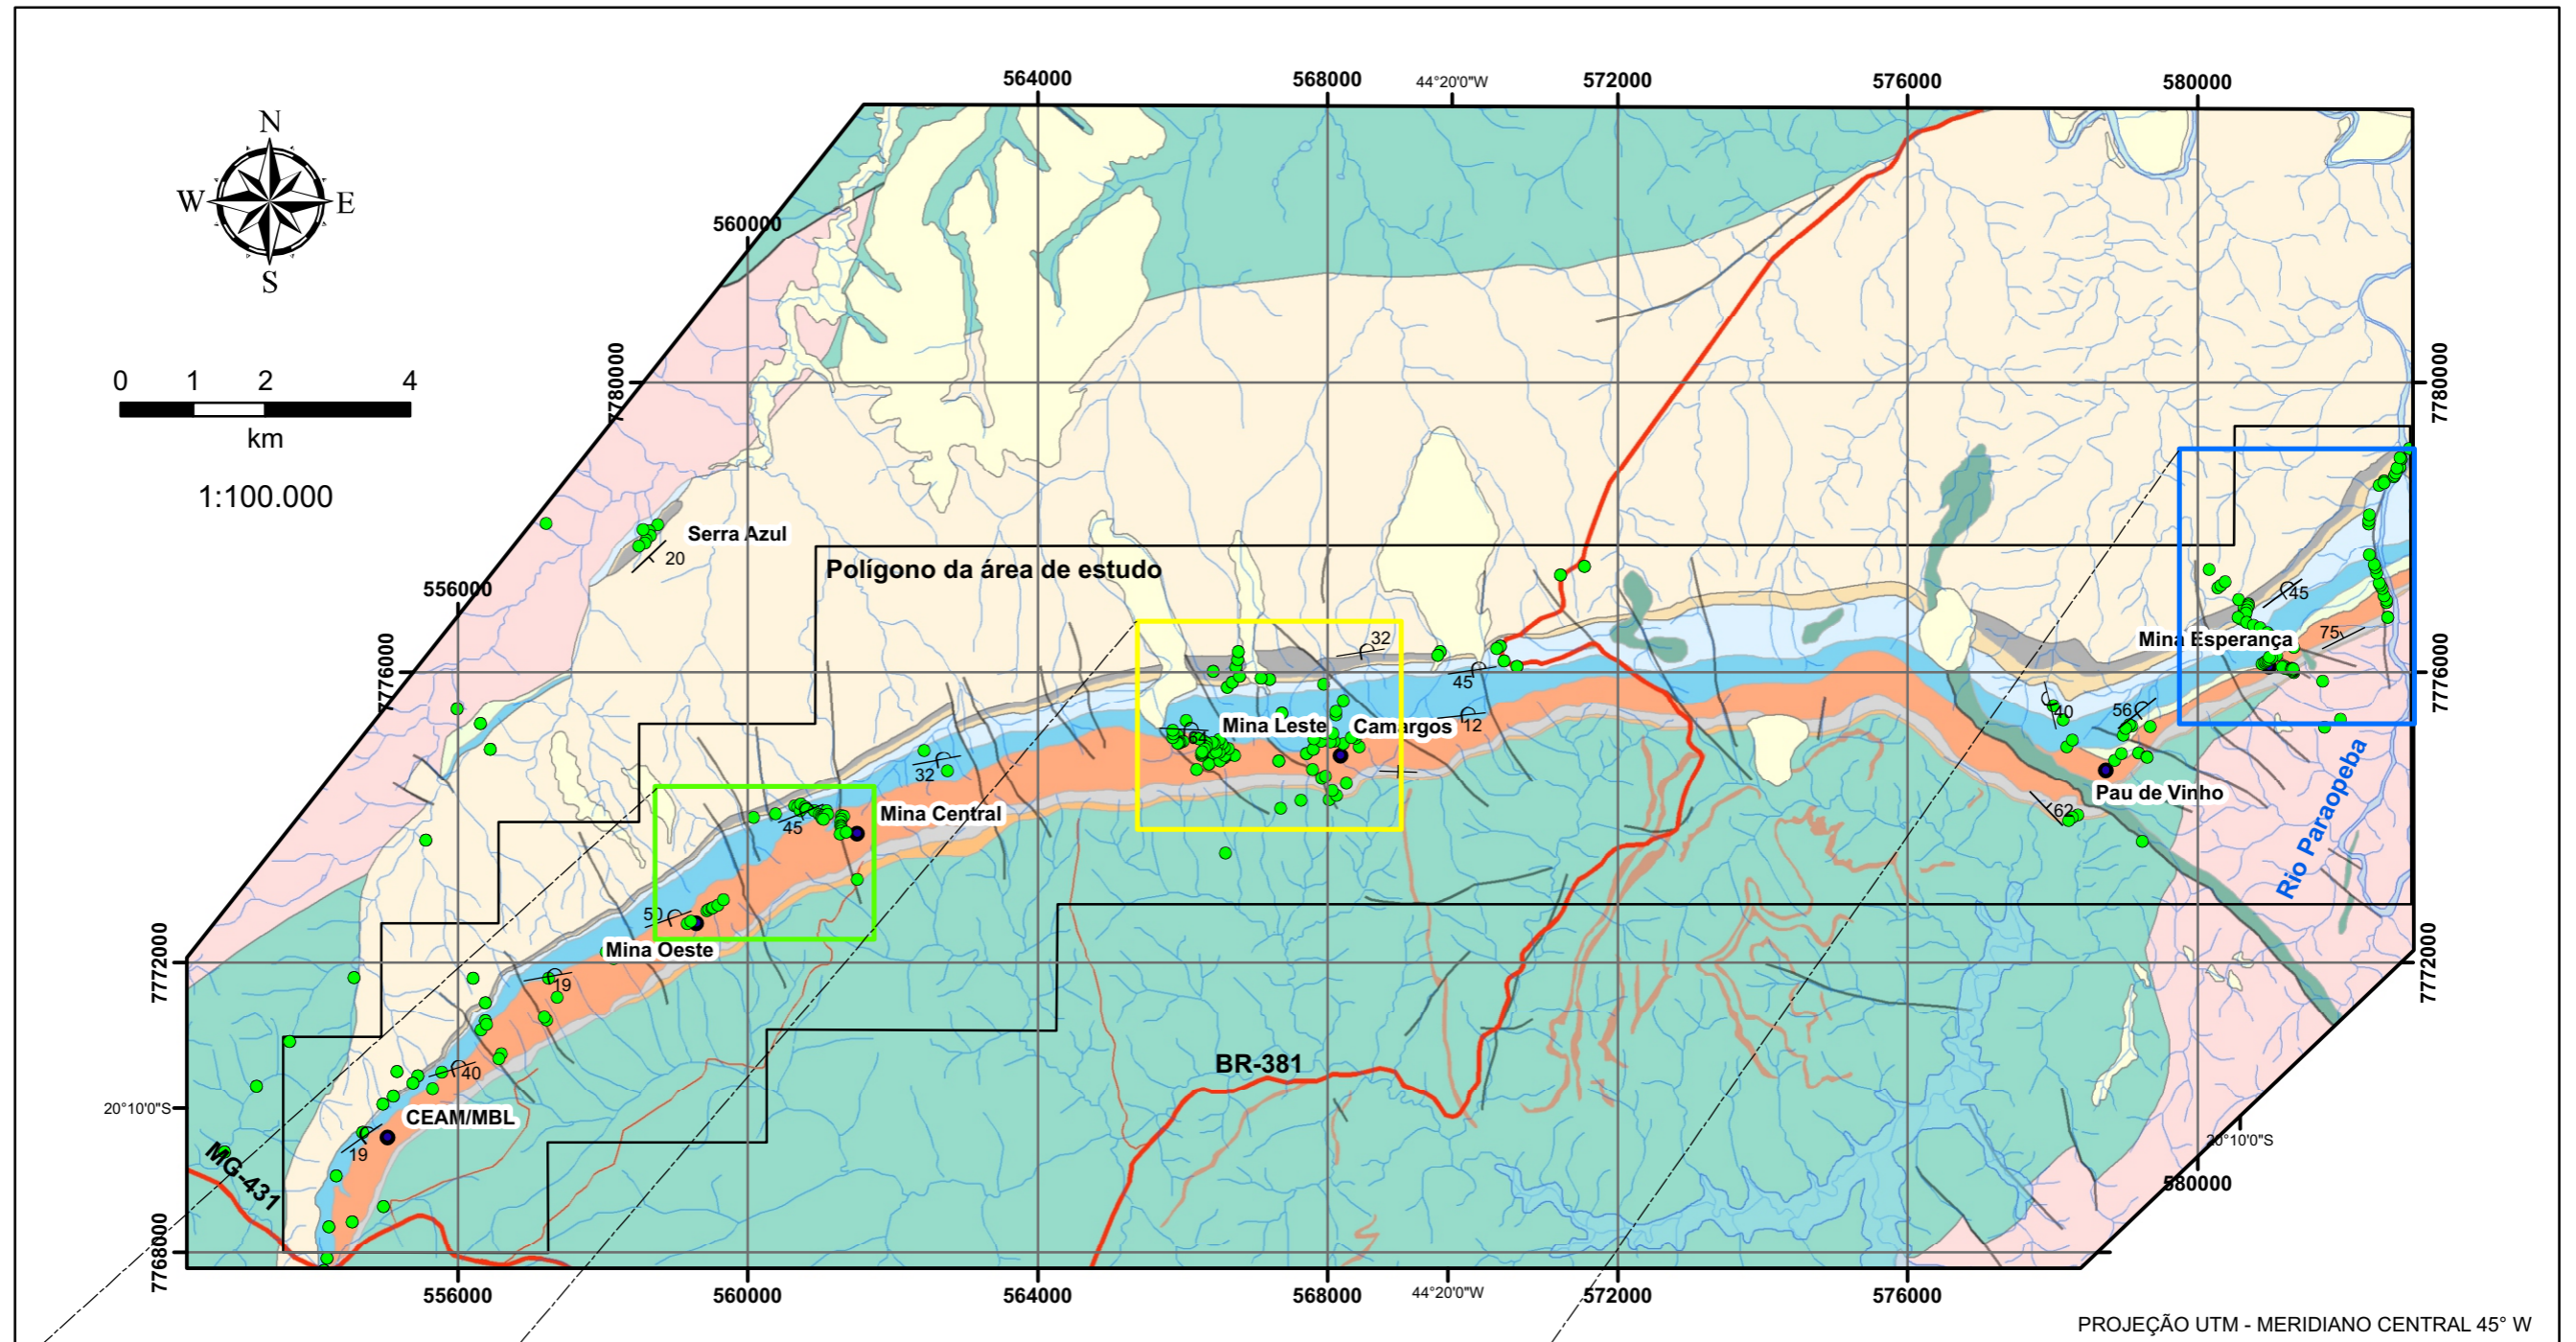 564000
568000
44°20'0"W
572000
576000
580000
N
W
E
S
560000
0 1 2 4
km
1:100.000
7780000
7780000
Serra Azul
20
Polígono da área de estudo
556000
45
32
75
Mina Esperança
7776000
7776000
45
40
56
12
Mina Leste
Camargos
64
32
Pau de Vinho
62
Mina Central
45
Rio Paraopeba
50
Mina Oeste
7772000
7772000
19
BR-381
40
20°10'0"S
CEAM/MBL
20°10'0"S
19
MG-431
580000
7768000
556000
560000
564000
568000
44°20'0"W
572000
576000
PROJEÇÃO UTM - MERIDIANO CENTRAL 45° W